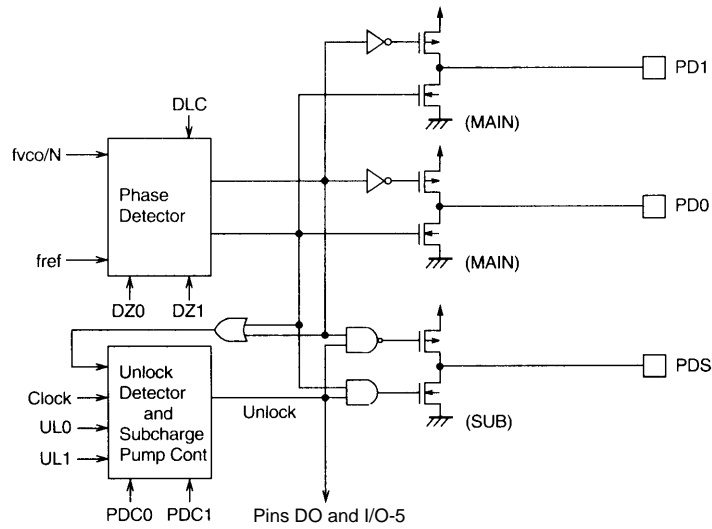 PD1
DLC
(MAIN)
fvco/N
Phase
Detector
PD0
fref
(MAIN)
DZ0
DZ1
Unlock
Detector
and
Subcharge
Pump Cont
PDS
Clock
Unlock
UL0
(SUB)
UL1
PDC0
PDC1
Pins DO and I/O-5